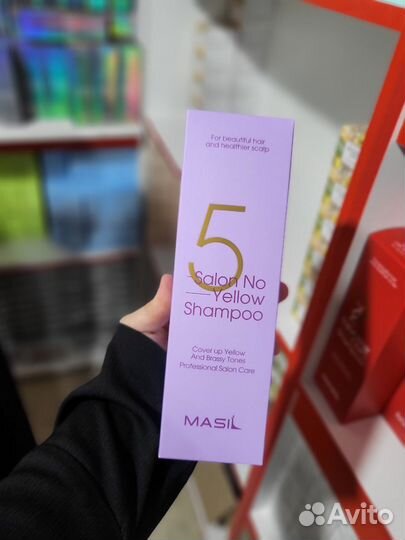 For beautiful hair
and healthier scalp
5
Salon No
Yellow
Shampoo
Cover up Yellow
And Brassy Tones
Professional Salon Care
MASIL
Avito